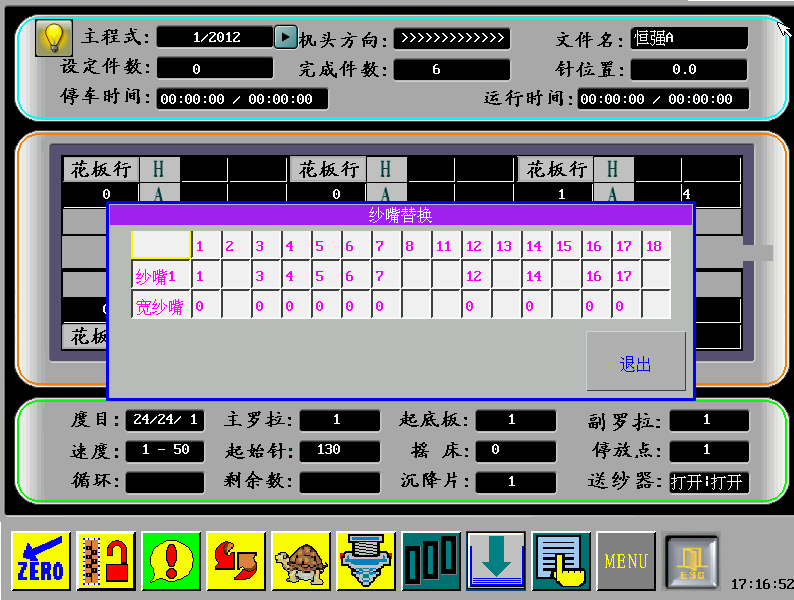 主程式: 1/2012 机头方向: >>>>>>>>>>>>> 文件名: 恒强A
设定件数: 0 完成件数: 6 针位置: 0.0
停车时间: 00:00:00 / 00:00:00 运行时间: 00:00:00 / 00:00:00
花板行 H 花板行 H 花板行 H
0 A 0 A 1 A 4
纱嘴替换
1 2 3 4 5 6 7 8 11 12 13 14 15 16 17 18
纱嘴1 1 3 4 5 6 7 12 14 16 17
宽纱嘴 0 0 0 0 0 0 0 0 0 0
花板
退出
度目: 24/24/ 1 主罗拉: 1 起底板: 1 副罗拉: 1
速度: 1 - 50 起始针: 130 摇 床: 0 停放点: 1
循环: 剩余数: 沉降片: 1 送纱器: 打开:打开
ZERO MENU ESC 17:16:52